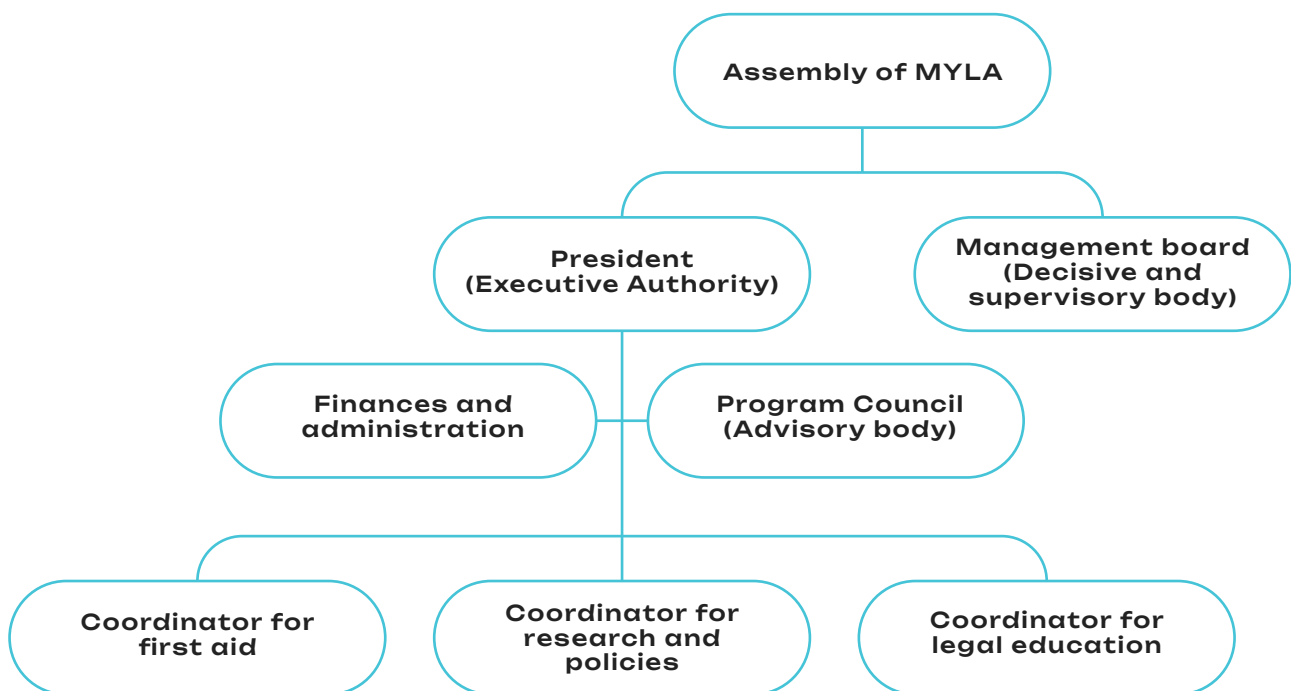 Assembly of MYLA
President
(Executive Authority)
Management board
(Decisive and
supervisory body)
Finances and
administration
Program Council
(Advisory body)
Coordinator for
first aid
Coordinator for
research and
policies
Coordinator for
legal education